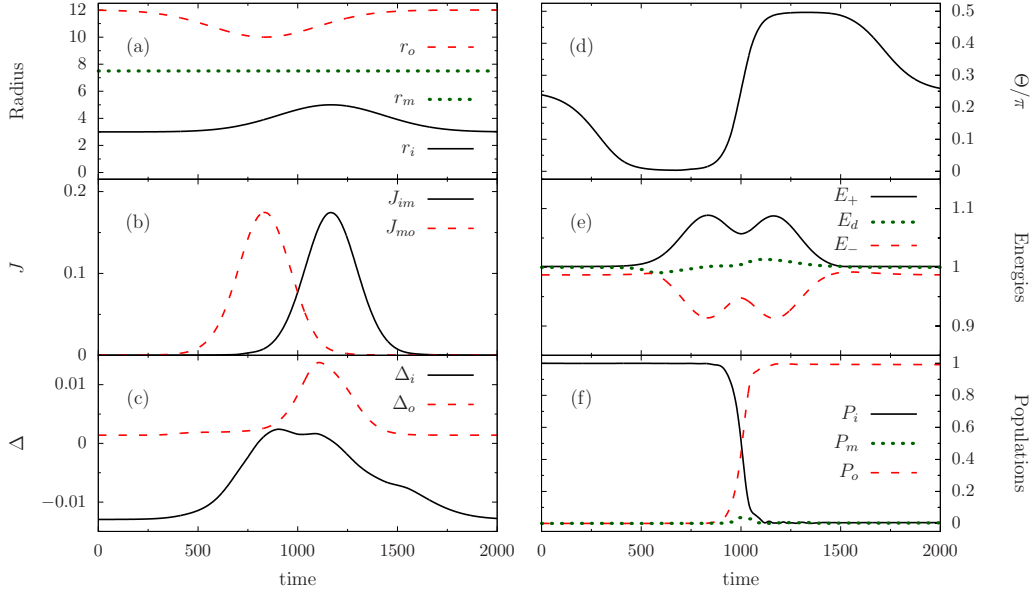 12
10
8
6
4
2
0
Radius
(a)
r_o
r_m
r_i
0.2
0.1
0
J
(b)
J_im
J_mo
0.01
0
−0.01
Δ
(c)
Δ_i
Δ_o
0 500 1000 1500 2000
time
(d)
0.5
0.4
0.3
0.2
0.1
0
Θ/π
(e)
E_+
E_d
E_−
1.1
1
0.9
Energies
(f)
P_i
P_m
P_o
1
0.8
0.6
0.4
0.2
0
Populations
0 500 1000 1500 2000
time